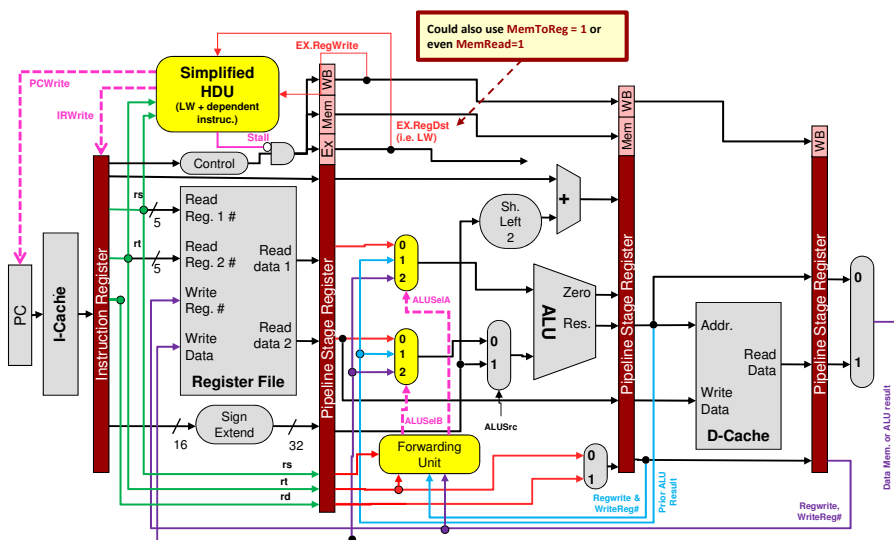 Could also use MemToReg = 1 or
even MemRead=1
EX.RegWrite
Simplified
HDU
(LW + dependent
instruc.)
PCWrite
IRWrite
Stall
WB
Mem
Ex
EX.RegDst
(i.e. LW)
WB
Mem
WB
Control
rs
5
rt
5
Read
Reg. 1 #
Read
Reg. 2 #
Write
Reg. #
Write
Data
Read
data 1
Read
data 2
Register File
PC
I-Cache
Instruction Register
Pipeline Stage Register
0
1
2
ALUSelA
0
1
2
ALUSelB
0
1
ALUSrc
Sh.
Left
2
+
ALU
Zero
Res.
Pipeline Stage Register
Addr.
Read
Data
Write
Data
D-Cache
Pipeline Stage Register
0
1
Data Mem. or ALU result
16
Sign
Extend
32
Forwarding
Unit
rs
rt
rd
0
1
Regwrite
& WriteReg#
Prior ALU
Result
Regwrite,
WriteReg#